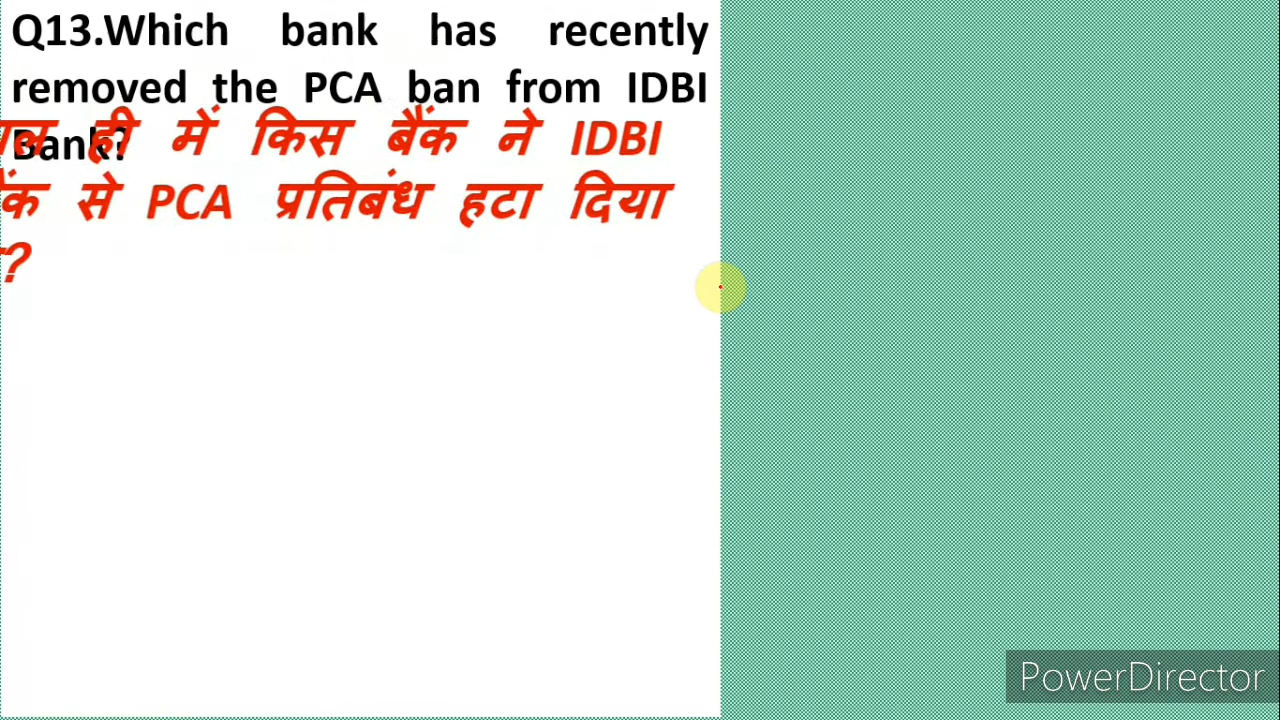 Q13.Which bank has recently
removed the PCA ban from IDBI
Bank?
ही में किस बैंक ने IDBI
से PCA प्रतिबंध हटा दिया
?
PowerDirector